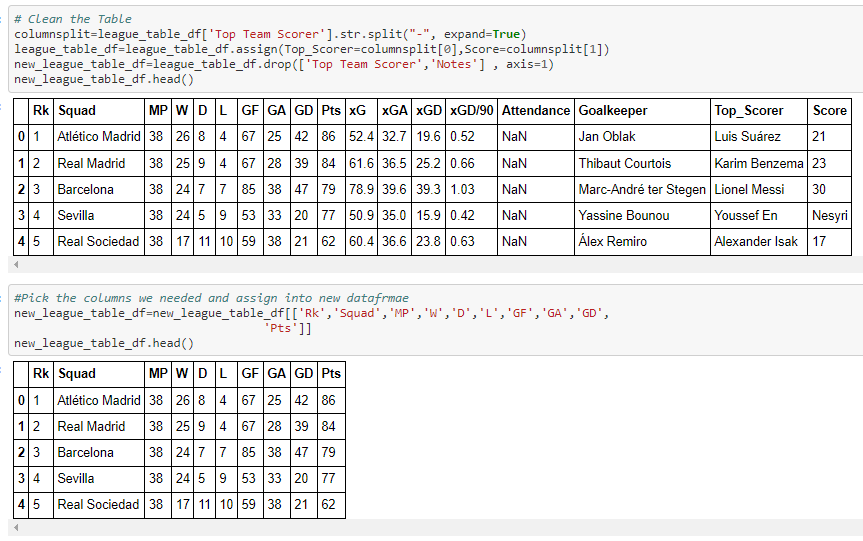 # Clean the Table
columnsplit=league_table_df['Top Team Scorer'].str.split("-", expand=True)
league_table_df=league_table_df.assign(Top_Scorer=columnsplit[0],Score=columnsplit[1])
new_league_table_df=league_table_df.drop(['Top Team Scorer','Notes'] , axis=1)
new_league_table_df.head()
Rk Squad MP W D L GF GA GD Pts xG xGA xGD xGD/90 Attendance Goalkeeper Top_Scorer Score
0 1 Atlético Madrid 38 26 8 4 67 25 42 86 52.4 32.7 19.6 0.52 NaN Jan Oblak Luis Suárez 21
1 2 Real Madrid 38 25 9 4 67 28 39 84 61.6 36.5 25.2 0.66 NaN Thibaut Courtois Karim Benzema 23
2 3 Barcelona 38 24 7 7 85 38 47 79 78.9 39.6 39.3 1.03 NaN Marc-André ter Stegen Lionel Messi 30
3 4 Sevilla 38 24 5 9 53 33 20 77 50.9 35.0 15.9 0.42 NaN Yassine Bounou Youssef En Nesyri
4 5 Real Sociedad 38 17 11 10 59 38 21 62 60.4 36.6 23.8 0.63 NaN Álex Remiro Alexander Isak 17
#Pick the columns we needed and assign into new datafrmae
new_league_table_df=new_league_table_df[['Rk','Squad','MP','W','D','L','GF','GA','GD',
'Pts']]
new_league_table_df.head()
Rk Squad MP W D L GF GA GD Pts
0 1 Atlético Madrid 38 26 8 4 67 25 42 86
1 2 Real Madrid 38 25 9 4 67 28 39 84
2 3 Barcelona 38 24 7 7 85 38 47 79
3 4 Sevilla 38 24 5 9 53 33 20 77
4 5 Real Sociedad 38 17 11 10 59 38 21 62